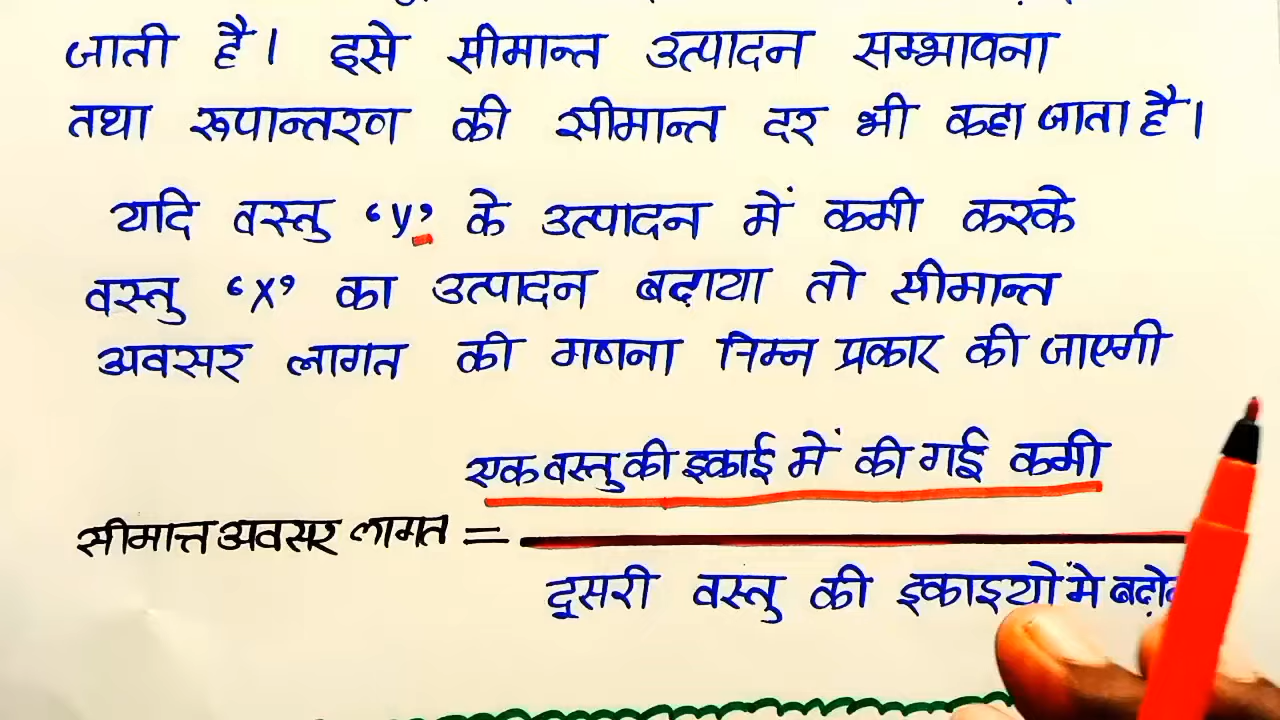 जाती है। इसे सीमान्त उत्पादन सम्भावना
तथा रूपान्तरण की सीमान्त दर भी कहा जाता है।
यदि वस्तु ‘y’ के उत्पादन में कमी करके
वस्तु ‘x’ का उत्पादन बढ़ाया तो सीमान्त
अवसर लागत की गणना निम्न प्रकार की जाएगी
एक वस्तु की इकाई में की गई कमी
सीमान्त अवसर लागत =
दूसरी वस्तु की इकाइयों में